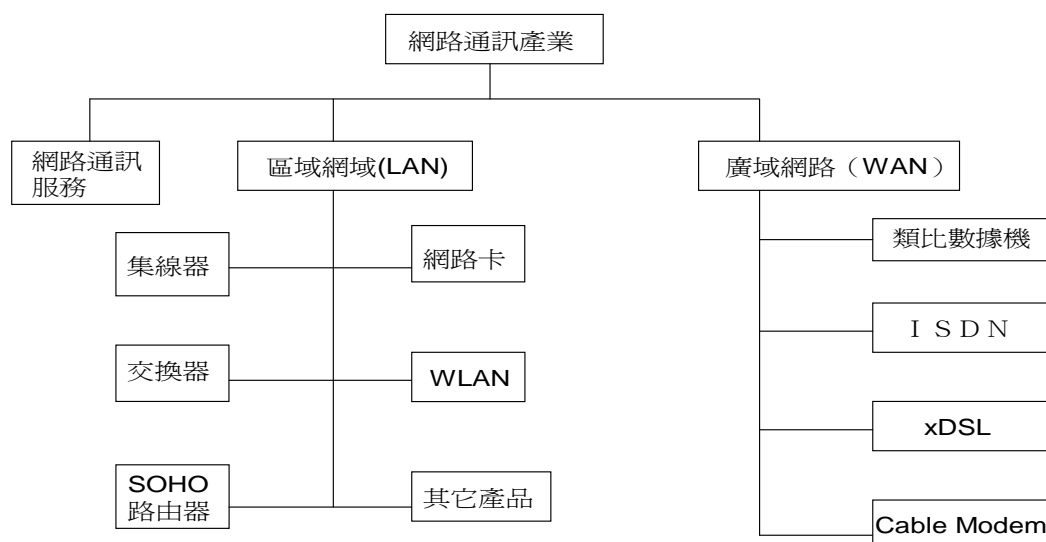 網路通訊產業
網路通訊
服務
區域網域(LAN)
廣域網路（WAN）
集線器
網路卡
類比數據機
交換器
WLAN
ＩＳＤＮ
SOHO
路由器
其它產品
xDSL
Cable Modem